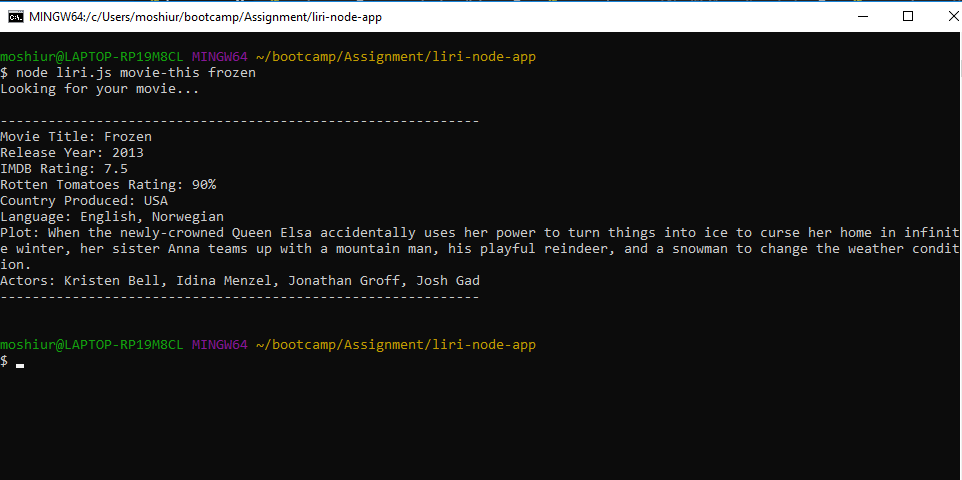 MINGW64:/c/Users/moshiur/bootcamp/Assignment/liri-node-app
moshiur@LAPTOP-RP19M8CL MINGW64 ~/bootcamp/Assignment/liri-node-app
$ node liri.js movie-this frozen
Looking for your movie...
------------------------------------------------------------
Movie Title: Frozen
Release Year: 2013
IMDB Rating: 7.5
Rotten Tomatoes Rating: 90%
Country Produced: USA
Language: English, Norwegian
Plot: When the newly-crowned Queen Elsa accidentally uses her power to turn things into ice to curse her home in infinit
e winter, her sister Anna teams up with a mountain man, his playful reindeer, and a snowman to change the weather condit
ion.
Actors: Kristen Bell, Idina Menzel, Jonathan Groff, Josh Gad
------------------------------------------------------------
moshiur@LAPTOP-RP19M8CL MINGW64 ~/bootcamp/Assignment/liri-node-app
$